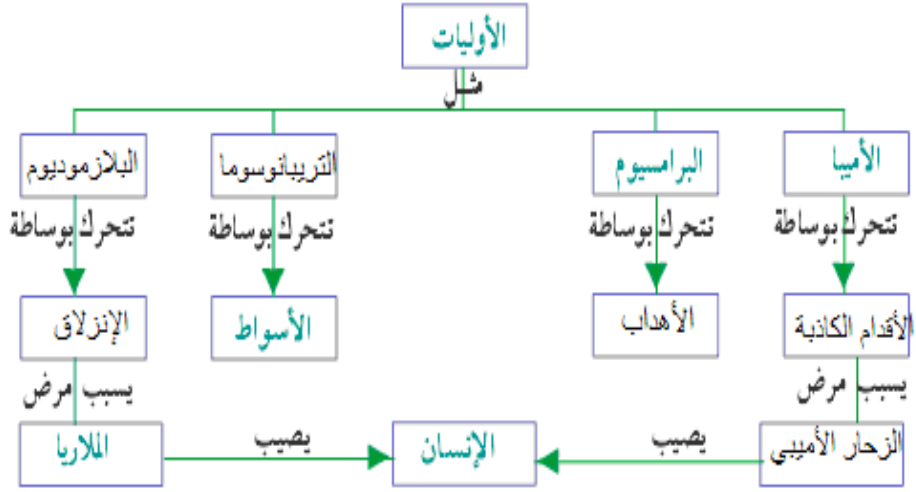 الأوليات
مثل
الأميبا
البرامسيوم
التريبانوسوما
البلازموديوم
تتحرك بوساطة
تتحرك بوساطة
تتحرك بوساطة
تتحرك بوساطة
الأقدام الكاذبة
الأهداب
الأسواط
الإنزلاق
يسبب مرض
يسبب مرض
الزحار الأميبي
يصيب
الإنسان
يصيب
الملاريا